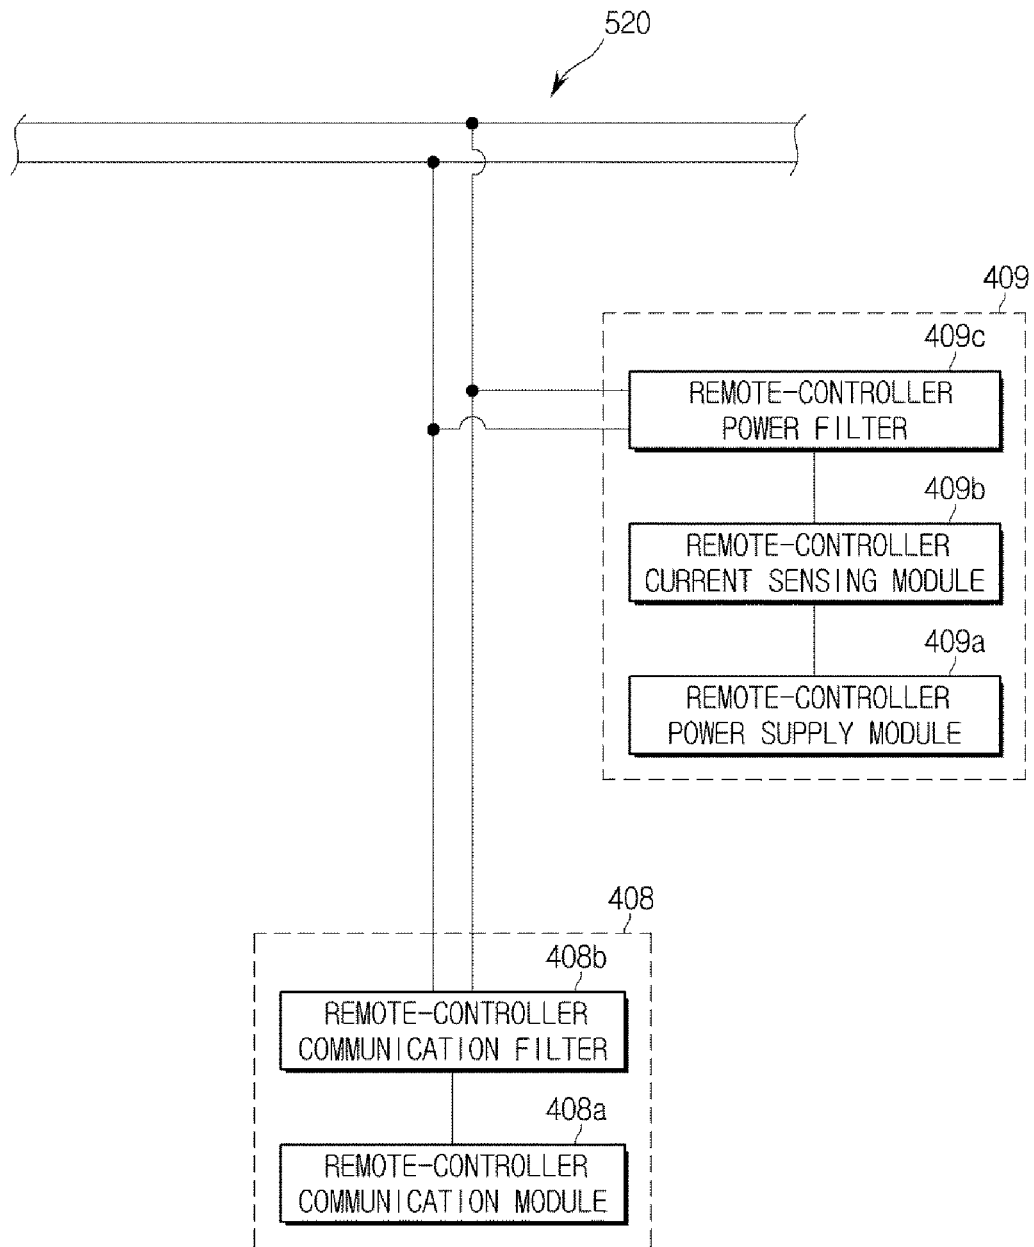 520
409
409c
REMOTE-CONTROLLER
POWER FILTER
409b
REMOTE-CONTROLLER
CURRENT SENSING MODULE
409a
REMOTE-CONTROLLER
POWER SUPPLY MODULE
408
408b
REMOTE-CONTROLLER
COMMUNICATION FILTER
408a
REMOTE-CONTROLLER
COMMUNICATION MODULE